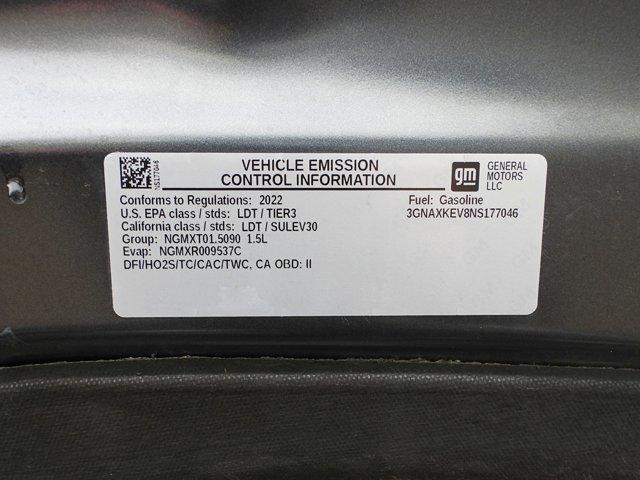 NS177046
VEHICLE EMISSION
CONTROL INFORMATION
gm
GENERAL
MOTORS
LLC
Conforms to Regulations: 2022
Fuel: Gasoline
U.S. EPA class / stds: LDT / TIER3
3GNAXKEV8NS177046
California class / stds: LDT / SULEV30
Group: NGMXT01.5090 1.5L
Evap: NGMXR009537C
DFI/HO2S/TC/CAC/TWC, CA OBD: II